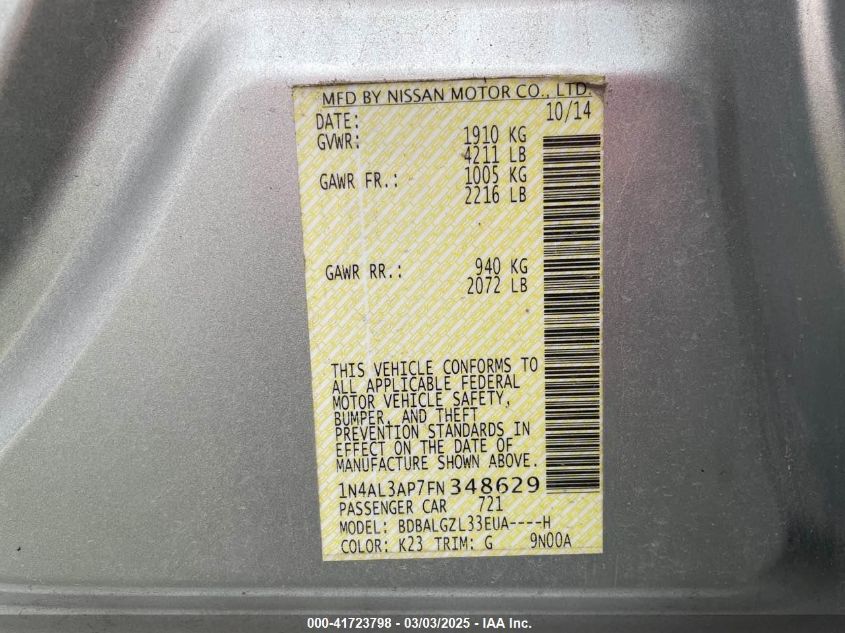 MFD BY NISSAN MOTOR CO., LTD.
DATE: 10/14
GVWR: 1910 KG
4211 LB
GAWR FR.: 1005 KG
2216 LB
GAWR RR.: 940 KG
2072 LB
THIS VEHICLE CONFORMS TO
ALL APPLICABLE FEDERAL
MOTOR VEHICLE SAFETY,
BUMPER, AND THEFT
PREVENTION STANDARDS IN
EFFECT ON THE DATE OF
MANUFACTURE SHOWN ABOVE.
1N4AL3AP7FN348629
PASSENGER CAR 721
MODEL: BDBALGZL33EUA----H
COLOR: K23 TRIM: G 9N00A
000-41723798 - 03/03/2025 - IAA Inc.